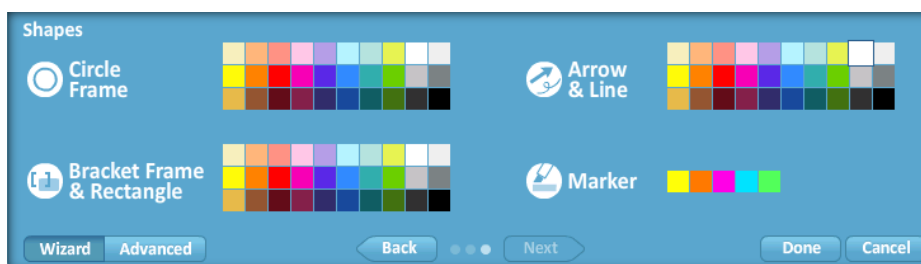 Shapes
Circle
Frame
Arrow
& Line
Bracket Frame
& Rectangle
Marker
Wizard
Advanced
Back
Next
Done
Cancel